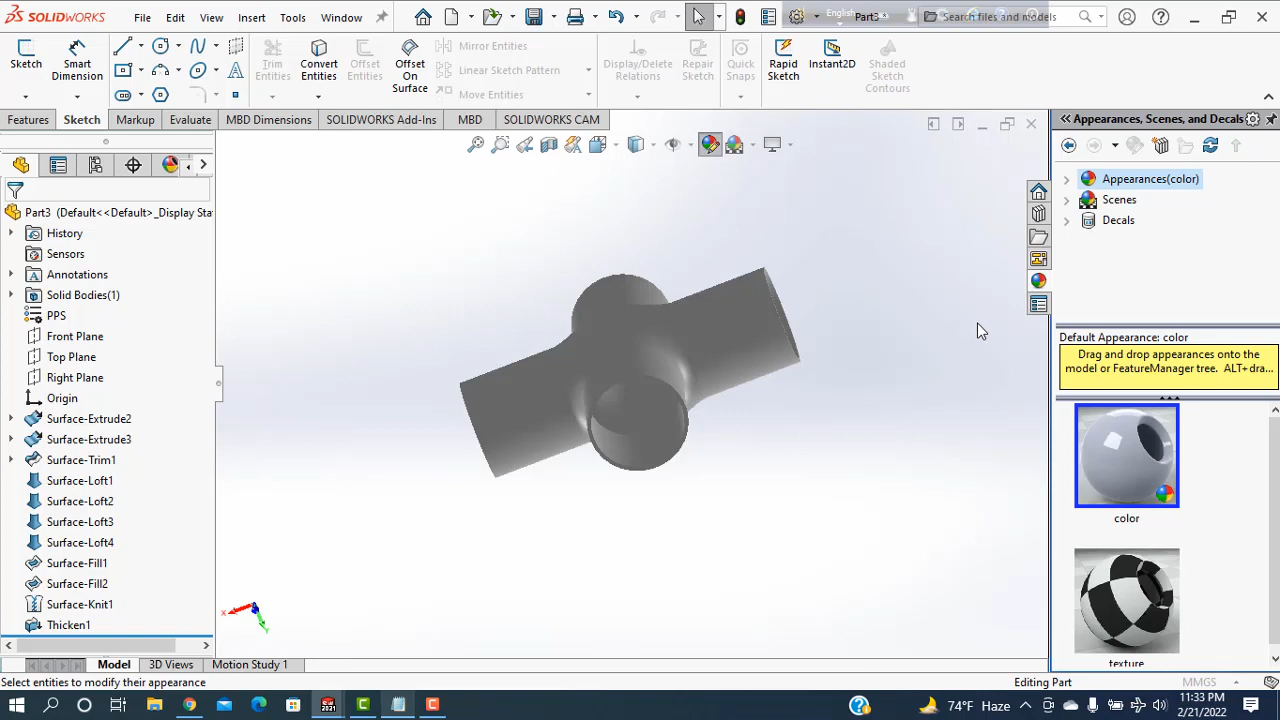 SOLIDWORKS File Edit View Insert Tools Window English Part3 Search files and models
Sketch Smart Dimension Trim Entities Convert Entities Offset Entities Offset On Surface Mirror Entities Linear Sketch Pattern Move Entities Display/Delete Relations Repair Sketch Quick Snaps Rapid Sketch Instant2D Shaded Sketch Contours
Features Sketch Markup Evaluate MBD Dimensions SOLIDWORKS Add-Ins MBD SOLIDWORKS CAM
Appearances, Scenes, and Decals
Appearances(color)
Scenes
Decals
Part3 (Default<<Default>_Display Sta
History
Sensors
Annotations
Solid Bodies(1)
PPS
Front Plane
Top Plane
Right Plane
Origin
Surface-Extrude2
Surface-Extrude3
Surface-Trim1
Surface-Loft1
Surface-Loft2
Surface-Loft3
Surface-Loft4
Surface-Fill1
Surface-Fill2
Surface-Knit1
Thicken1
Default Appearance: color
Drag and drop appearances onto the
model or FeatureManager tree. ALT+ dra...
color
texture
x
Y
Model 3D Views Motion Study 1
Select entities to modify their appearance Editing Part MMGS
2021 74°F Haze 11:33 PM
2/21/2022